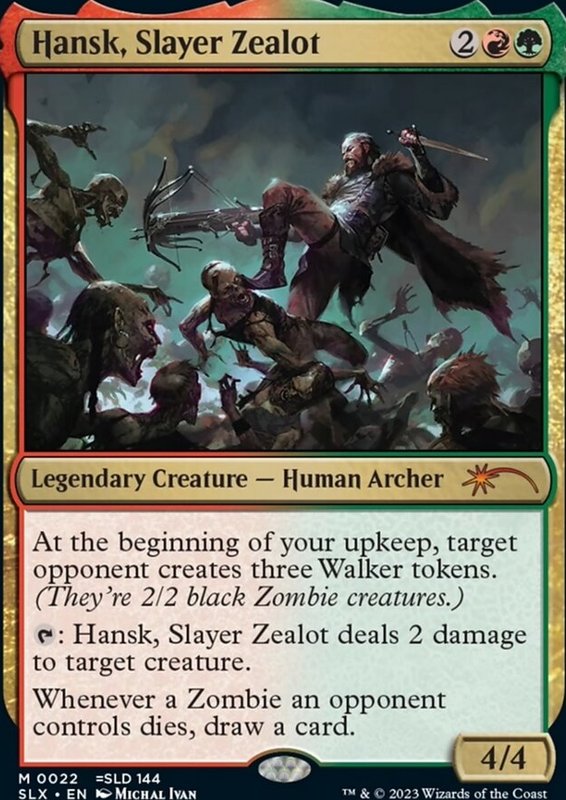 Hansk, Slayer Zealot 2
Legendary Creature — Human Archer
At the beginning of your upkeep, target
opponent creates three Walker tokens.
(They're 2/2 black Zombie creatures.)
: Hansk, Slayer Zealot deals 2 damage
to target creature.
Whenever a Zombie an opponent
controls dies, draw a card.
4/4
M 0022 =SLD 144
SLX • EN Michal Ivan
™ & © 2023 Wizards of the Coast